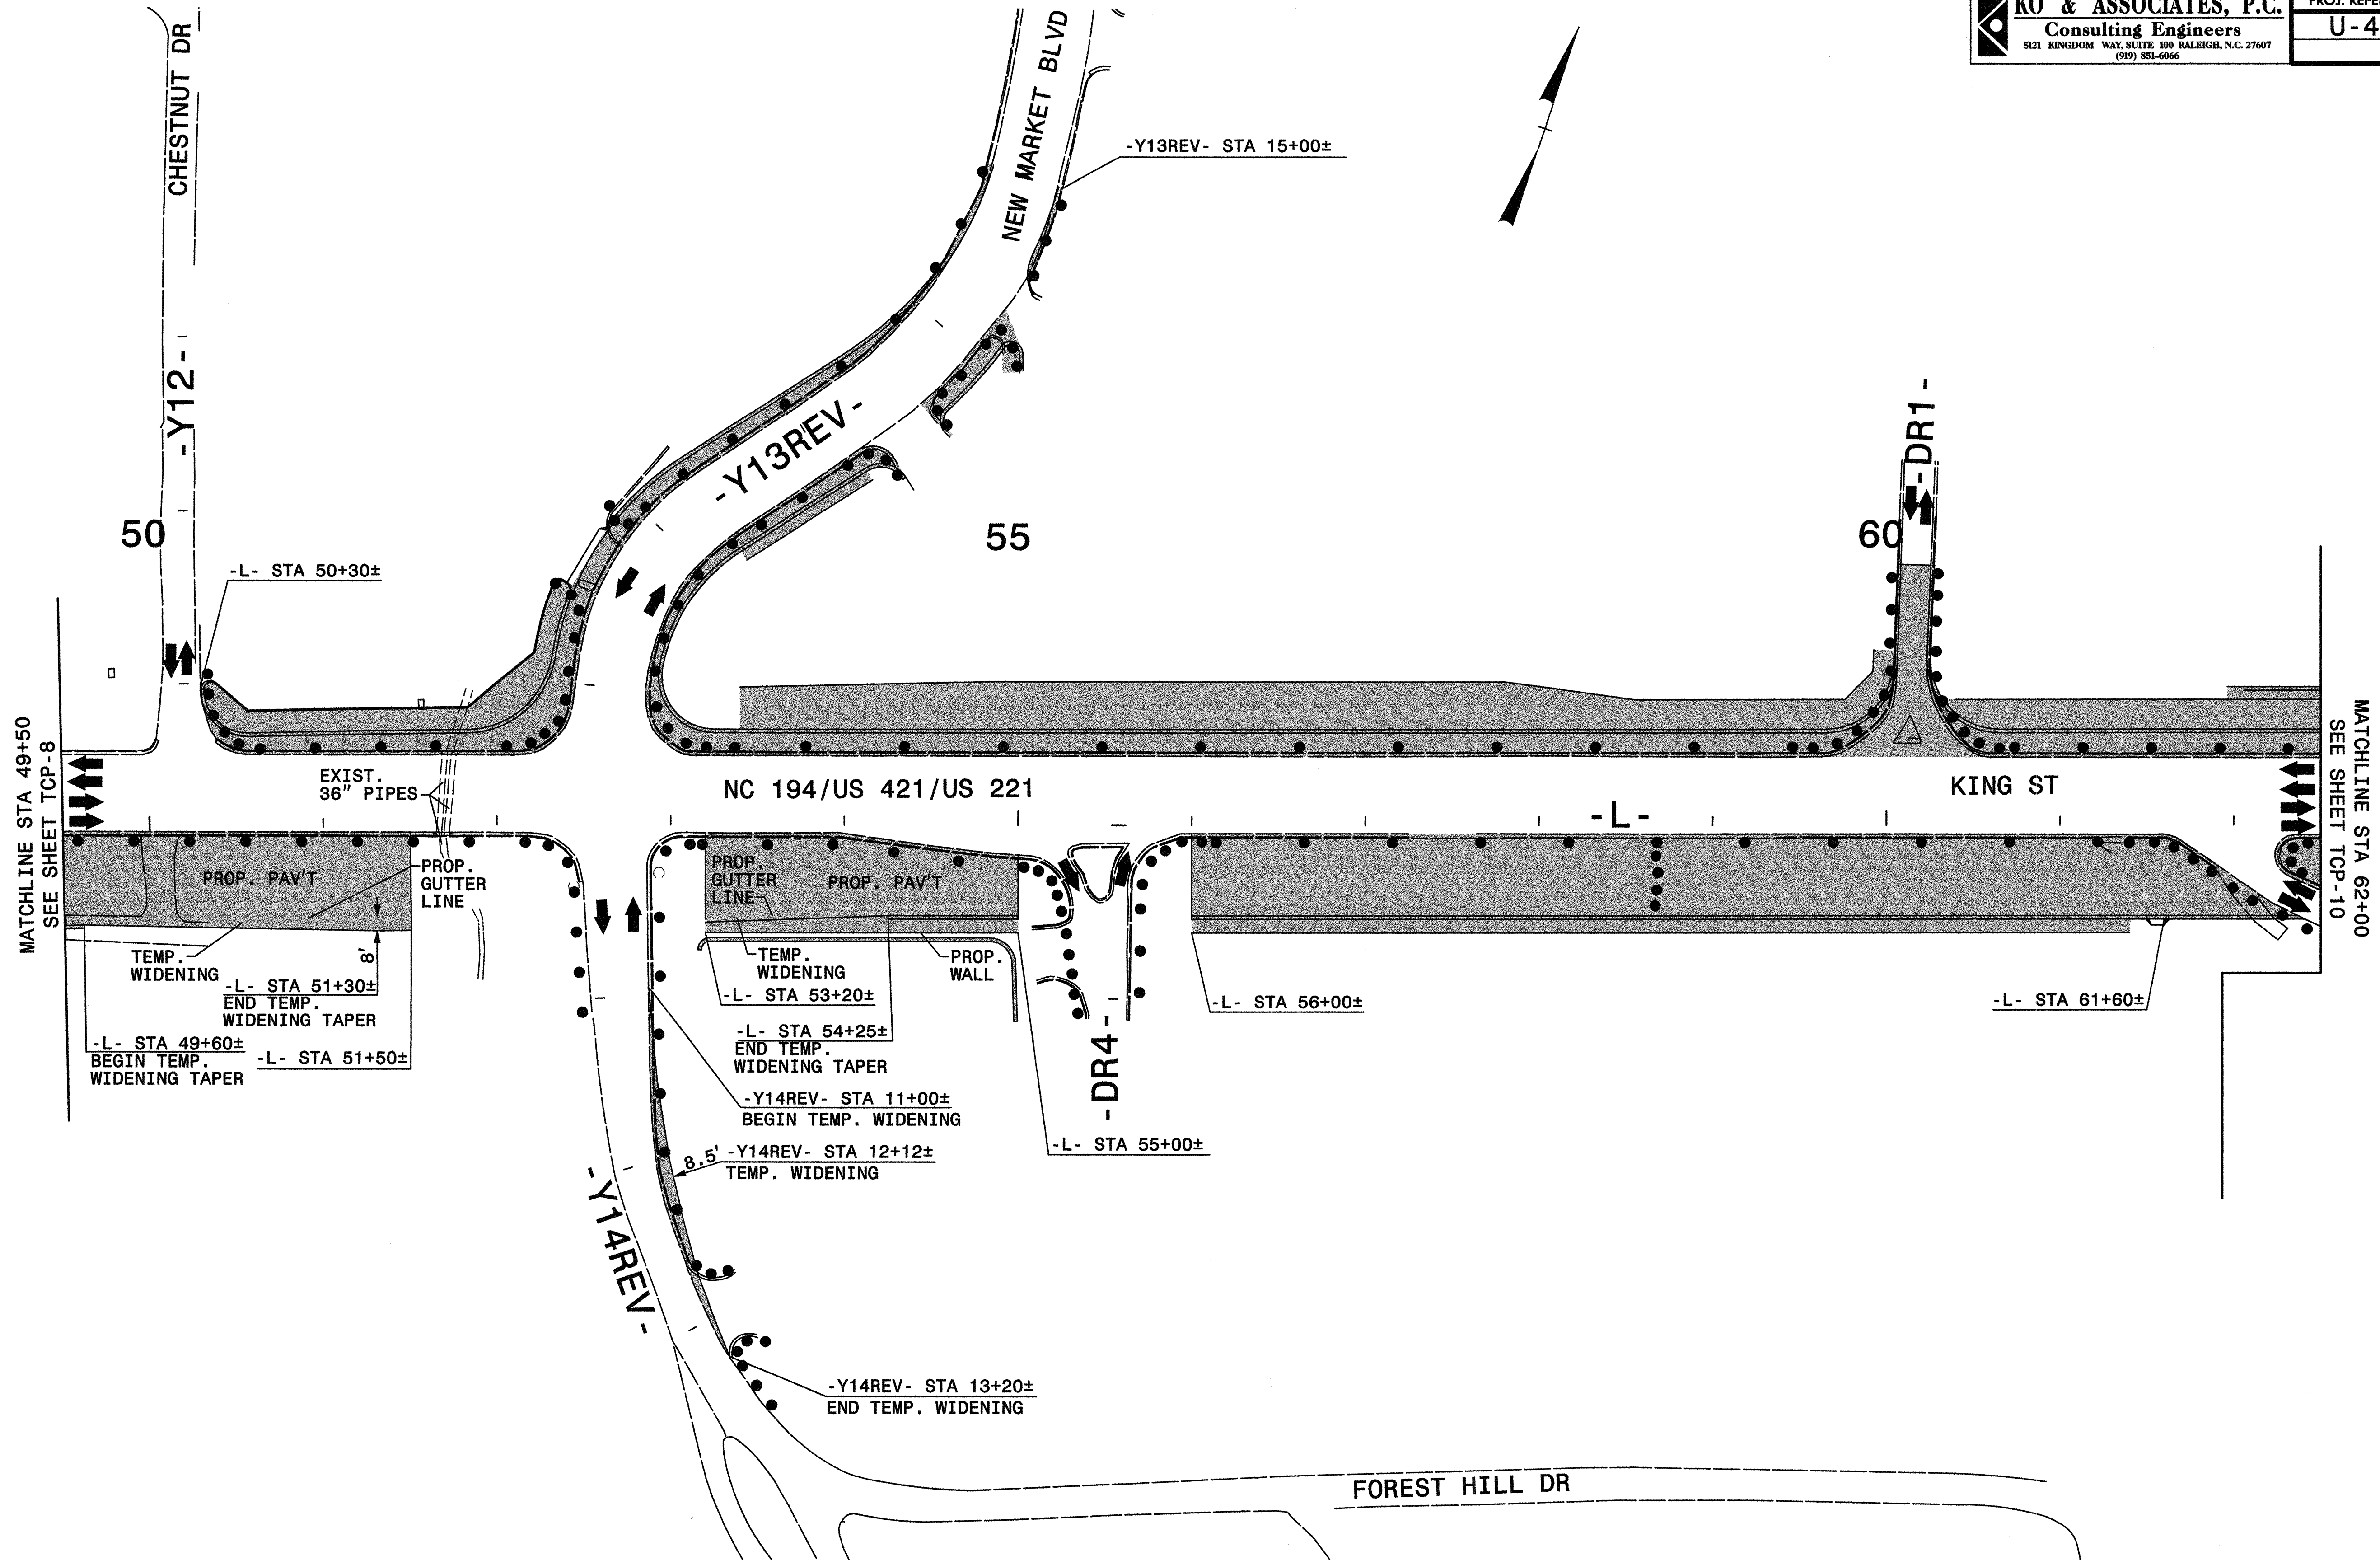 KO & ASSOCIATES, P.C.
Consulting Engineers
5121 KINGDOM WAY, SUITE 100 RALEIGH, N.C. 27607
(919) 851-6066
U-4
CHESTNUT DR
NEW MARKET BLVD
-Y13REV- STA 15+00±
-Y12-
-Y13REV-
-DR1-
50
55
60
-L- STA 50+30±
MATCHLINE STA 49+50
SEE SHEET TCP-8
MATCHLINE STA 62+00
SEE SHEET TCP-10
EXIST.
36" PIPES
NC 194/US 421/US 221
KING ST
-L-
PROP. PAV'T
PROP.
GUTTER
LINE
PROP.
GUTTER
LINE
PROP. PAV'T
TEMP.
WIDENING
8'
-L- STA 51+30±
END TEMP.
WIDENING TAPER
-L- STA 49+60±
BEGIN TEMP.
WIDENING TAPER
-L- STA 51+50±
TEMP.
WIDENING
PROP.
WALL
-L- STA 53+20±
-L- STA 54+25±
END TEMP.
WIDENING TAPER
-Y14REV- STA 11+00±
BEGIN TEMP. WIDENING
8.5'
-Y14REV- STA 12+12±
TEMP. WIDENING
-DR4-
-L- STA 55+00±
-L- STA 56+00±
-L- STA 61+60±
-Y14REV-
-Y14REV- STA 13+20±
END TEMP. WIDENING
FOREST HILL DR